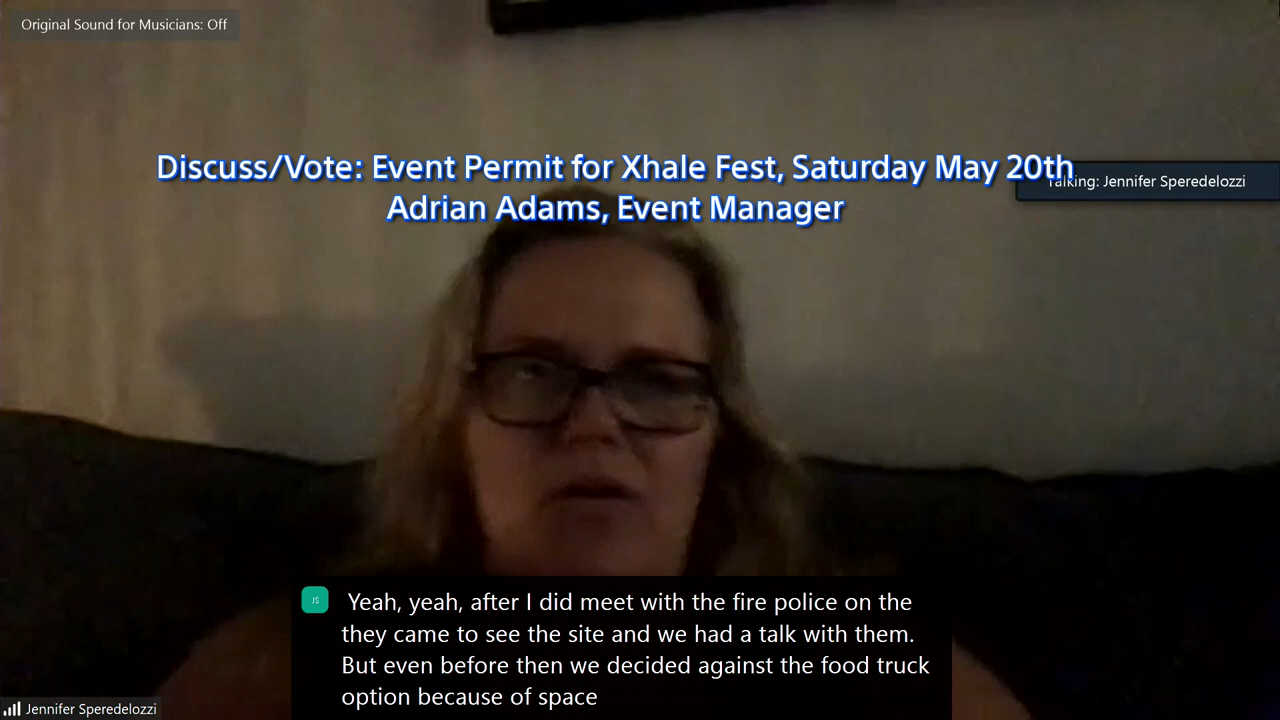 Original Sound for Musicians: Off
Discuss/Vote: Event Permit for Xhale Fest, Saturday May 20th
Talking: Jennifer Speredelozzi
Adrian Adams, Event Manager
JS
Yeah, yeah, after I did meet with the fire police on the
they came to see the site and we had a talk with them.
But even before then we decided against the food truck
option because of space
Jennifer Speredelozzi